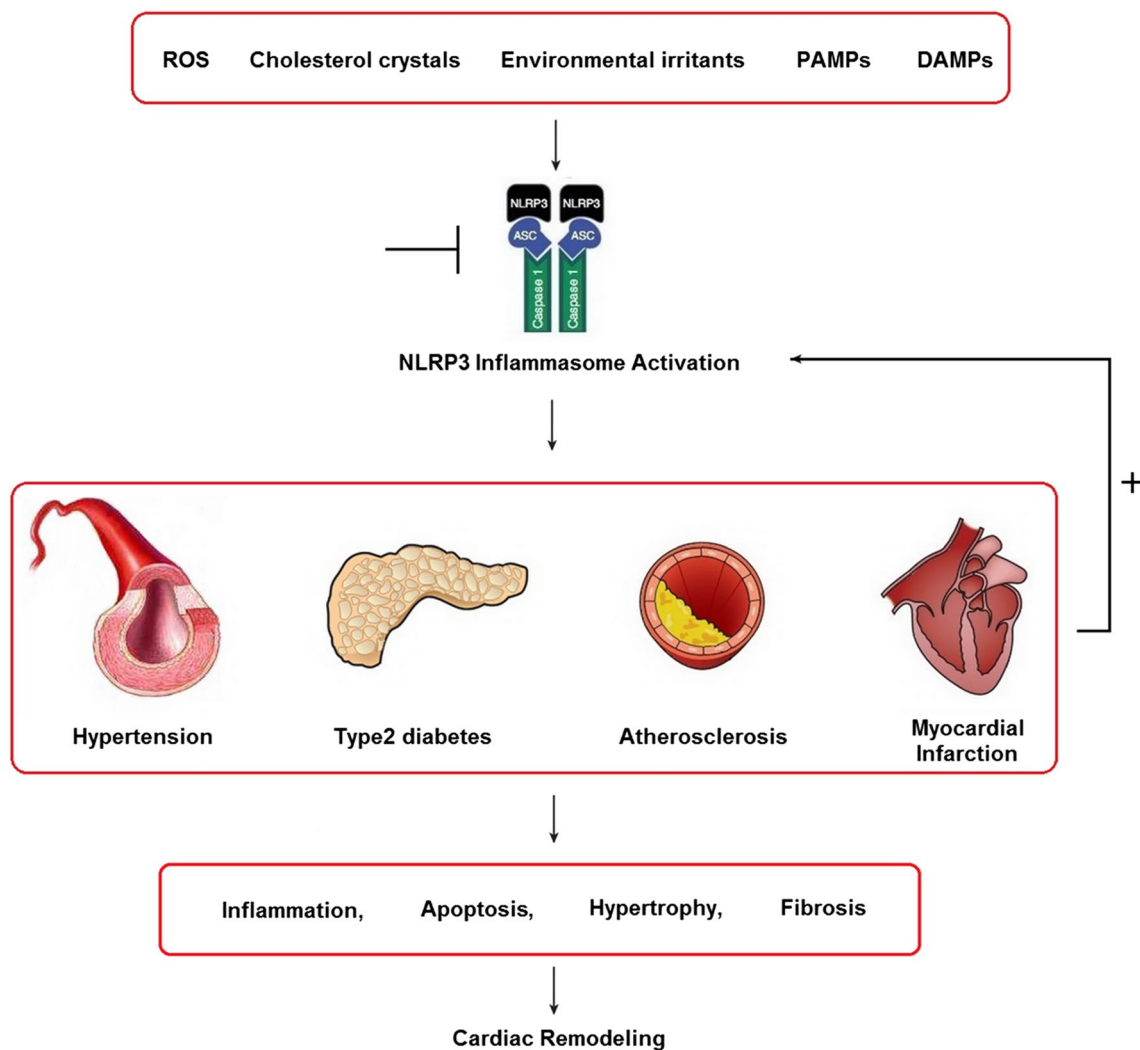 ROS Cholesterol crystals Environmental irritants PAMPs DAMPs
NLRP3 NLRP3
ASC ASC
Caspase 1 Caspase 1
NLRP3 Inflammasome Activation
+
Hypertension Type2 diabetes Atherosclerosis Myocardial
Infarction
Inflammation, Apoptosis, Hypertrophy, Fibrosis
Cardiac Remodeling